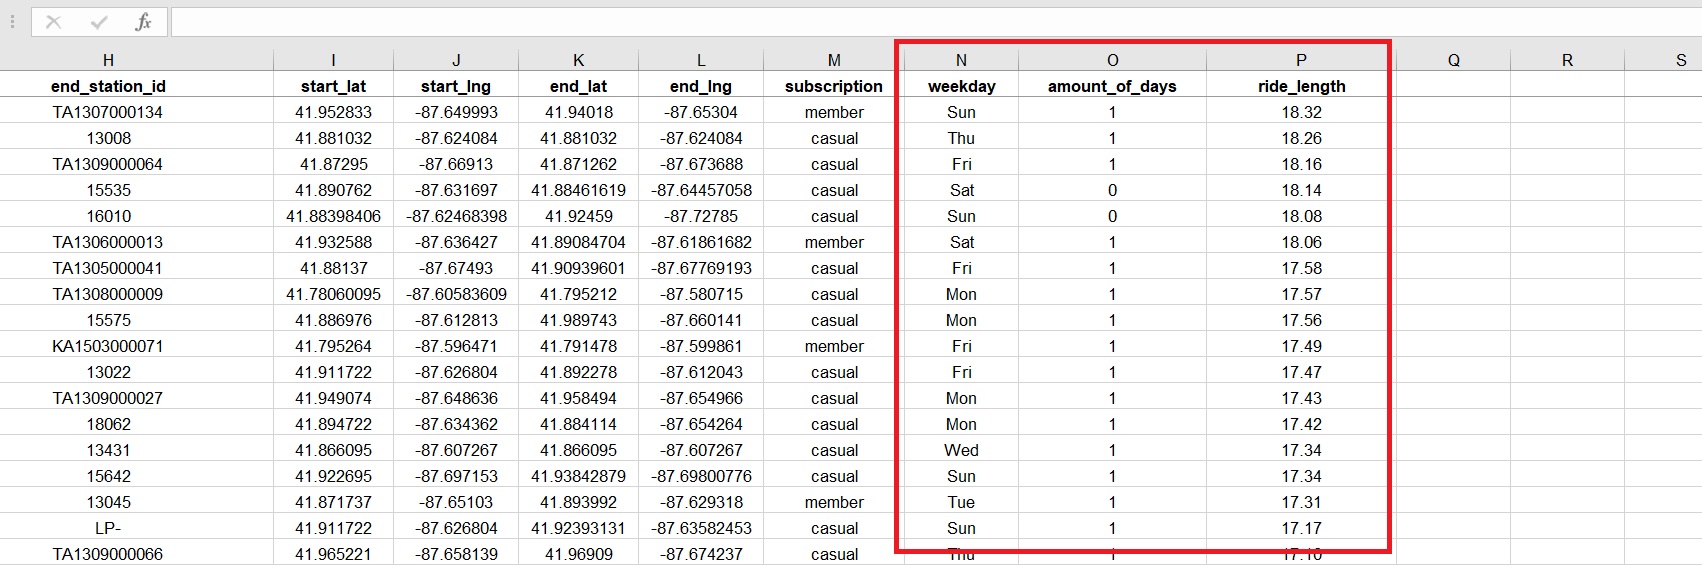 fx
H I J K L M N O P Q R S
end_station_id start_lat start_lng end_lat end_lng subscription weekday amount_of_days ride_length
TA1307000134 41.952833 -87.649993 41.94018 -87.65304 member Sun 1 18.32
13008 41.881032 -87.624084 41.881032 -87.624084 casual Thu 1 18.26
TA1309000064 41.87295 -87.66913 41.871262 -87.673688 casual Fri 1 18.16
15535 41.890762 -87.631697 41.88461619 -87.64457058 casual Sat 0 18.14
16010 41.88398406 -87.62468398 41.92459 -87.72785 casual Sun 0 18.08
TA1306000013 41.932588 -87.636427 41.89084704 -87.61861682 member Sat 1 18.06
TA1305000041 41.88137 -87.67493 41.90939601 -87.67769193 casual Fri 1 17.58
TA1308000009 41.78060095 -87.60583609 41.795212 -87.580715 casual Mon 1 17.57
15575 41.886976 -87.612813 41.989743 -87.660141 casual Mon 1 17.56
KA1503000071 41.795264 -87.596471 41.791478 -87.599861 member Fri 1 17.49
13022 41.911722 -87.626804 41.892278 -87.612043 casual Fri 1 17.47
TA1309000027 41.949074 -87.648636 41.958494 -87.654966 casual Mon 1 17.43
18062 41.894722 -87.634362 41.884114 -87.654264 casual Mon 1 17.42
13431 41.866095 -87.607267 41.866095 -87.607267 casual Wed 1 17.34
15642 41.922695 -87.697153 41.93842879 -87.69800776 casual Sun 1 17.34
13045 41.871737 -87.65103 41.893992 -87.629318 member Tue 1 17.31
LP- 41.911722 -87.626804 41.92393131 -87.63582453 casual Sun 1 17.17
TA1309000066 41.965221 -87.658139 41.96909 -87.674237 casual Thu 1 17.10